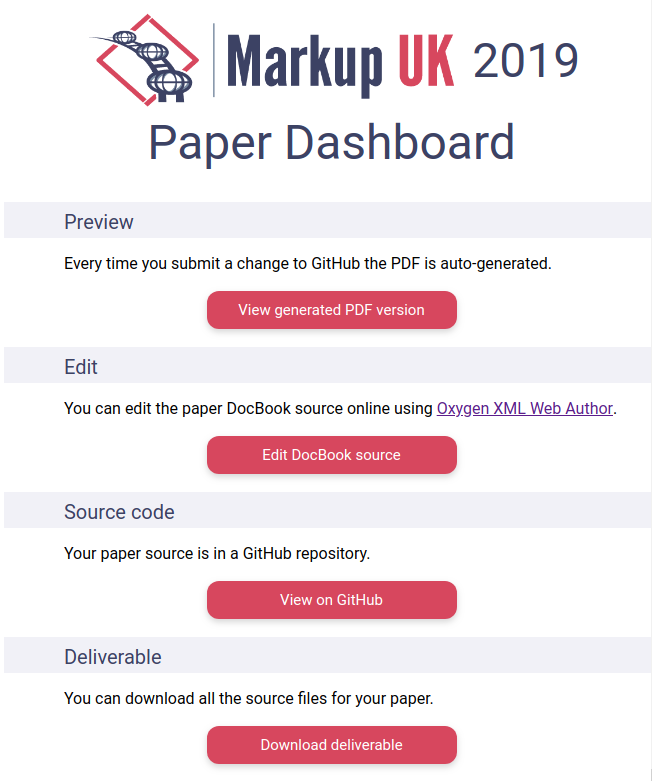 Markup UK 2019
Paper Dashboard
Preview
Every time you submit a change to GitHub the PDF is auto-generated.
View generated PDF version
Edit
You can edit the paper DocBook source online using Oxygen XML Web Author.
Edit DocBook source
Source code
Your paper source is in a GitHub repository.
View on GitHub
Deliverable
You can download all the source files for your paper.
Download deliverable